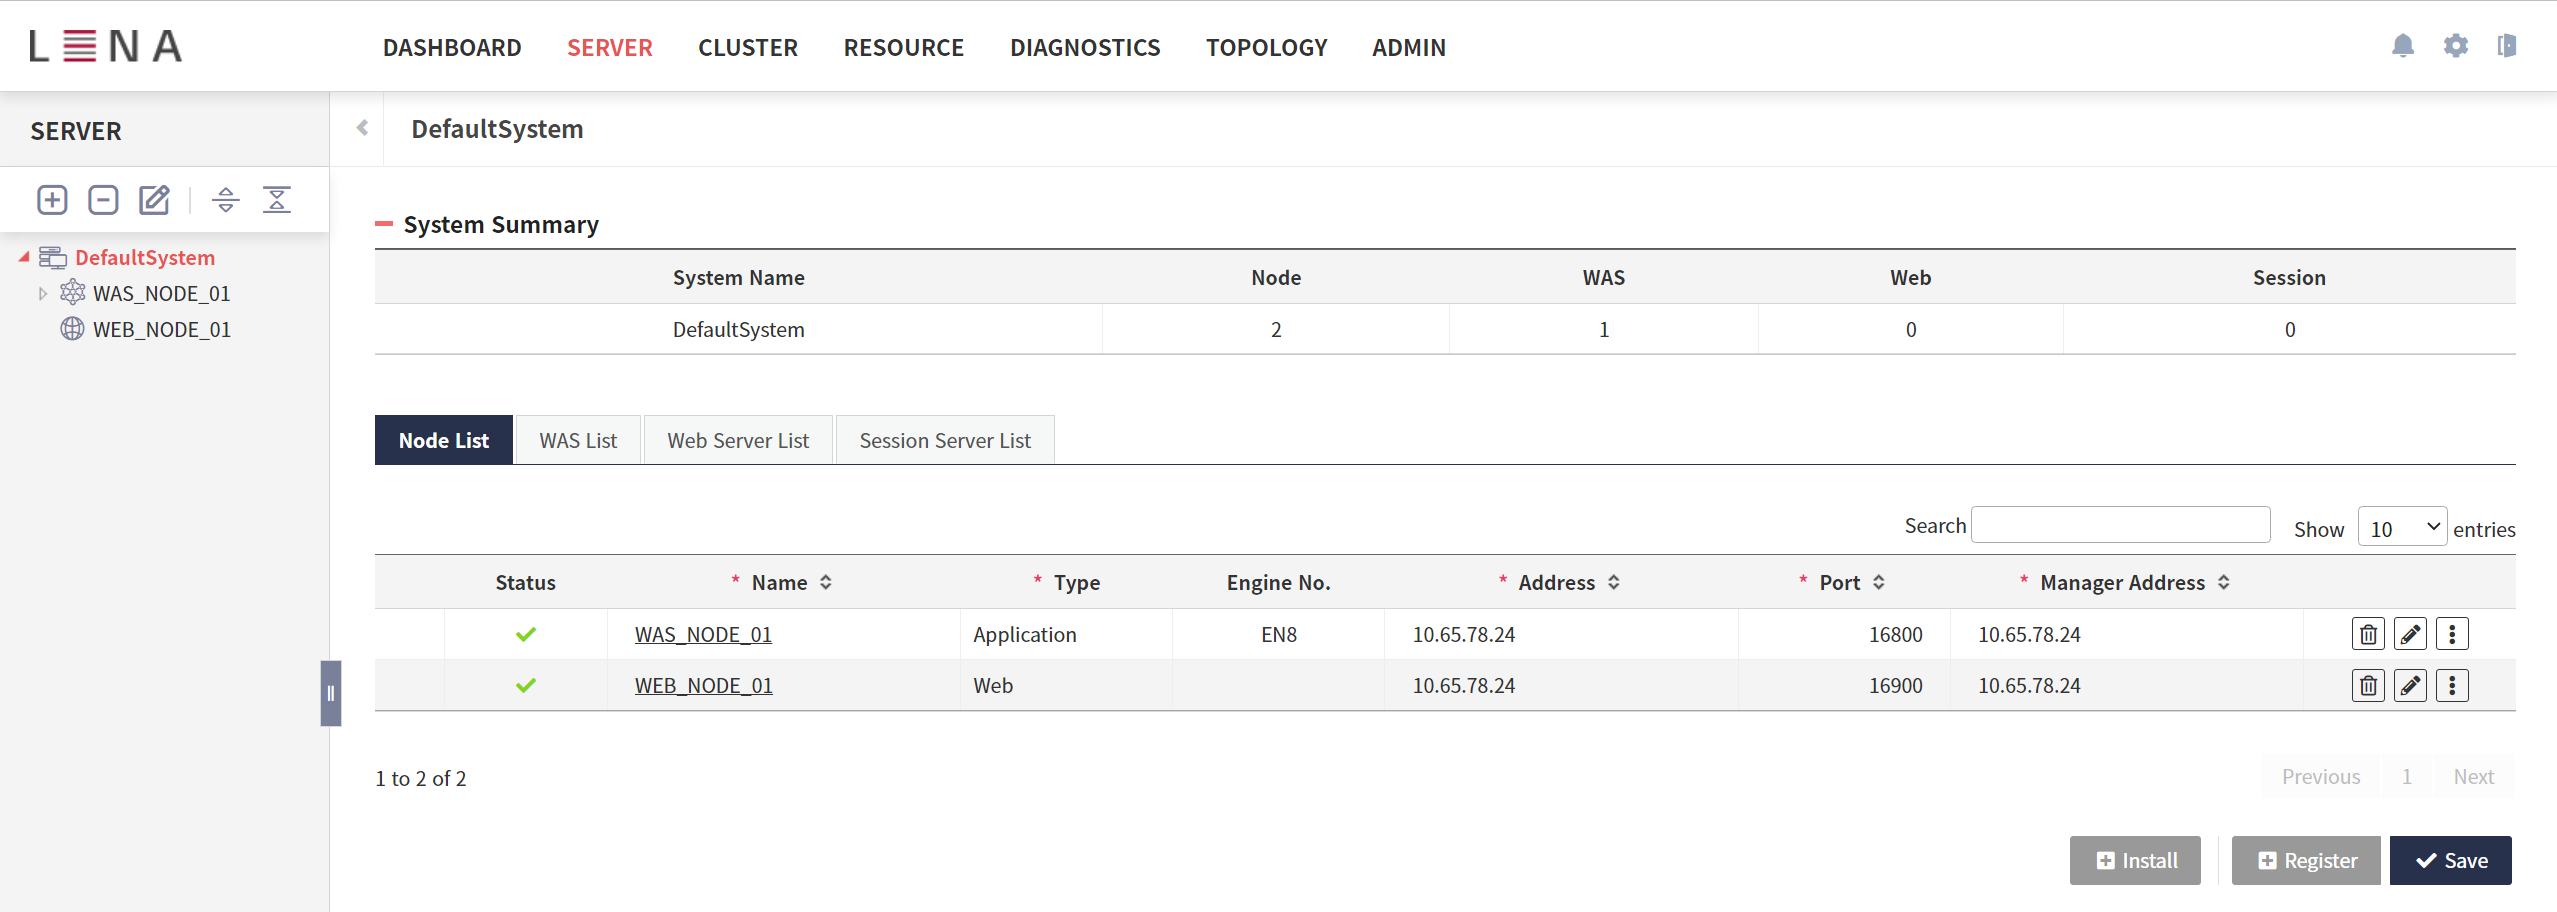 LENA DASHBOARD SERVER CLUSTER RESOURCE DIAGNOSTICS TOPOLOGY ADMIN
SERVER
DefaultSystem
WAS_NODE_01
WEB_NODE_01
DefaultSystem
System Summary
System Name Node WAS Web Session
DefaultSystem 2 1 0 0
Node List WAS List Web Server List Session Server List
Search Show 10 entries
Status * Name * Type Engine No. * Address * Port * Manager Address
WAS_NODE_01 Application EN8 10.65.78.24 16800 10.65.78.24
WEB_NODE_01 Web 10.65.78.24 16900 10.65.78.24
1 to 2 of 2 Previous 1 Next
Install Register Save